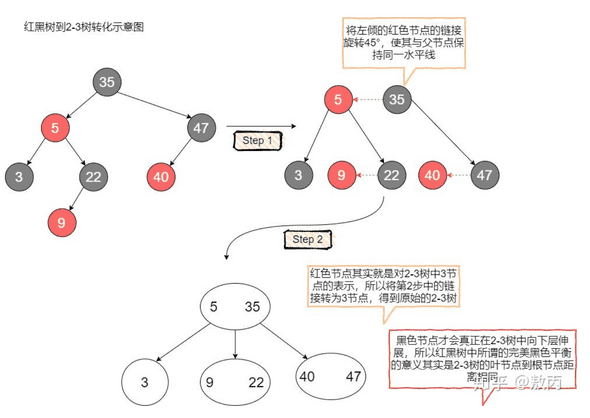 红黑树到2-3树转化示意图
将左倾的红色节点的链接
旋转45°，使其与父节点保
持同一水平线
35
5
35
5
47
Step 1
3
22
40
3
9
22
40
47
9
Step 2
红色节点其实就是对2-3树中3节
点的表示，所以将第2步中的链
接转为3节点，得到原始的2-3树
5 35
黑色节点才会真正在2-3树中向下层伸
展，所以红黑树中所谓的完美黑色平衡
的意义其实是2-3树的叶节点到根节点距
离相同
3
9 22
40 47
知乎 @敖丙